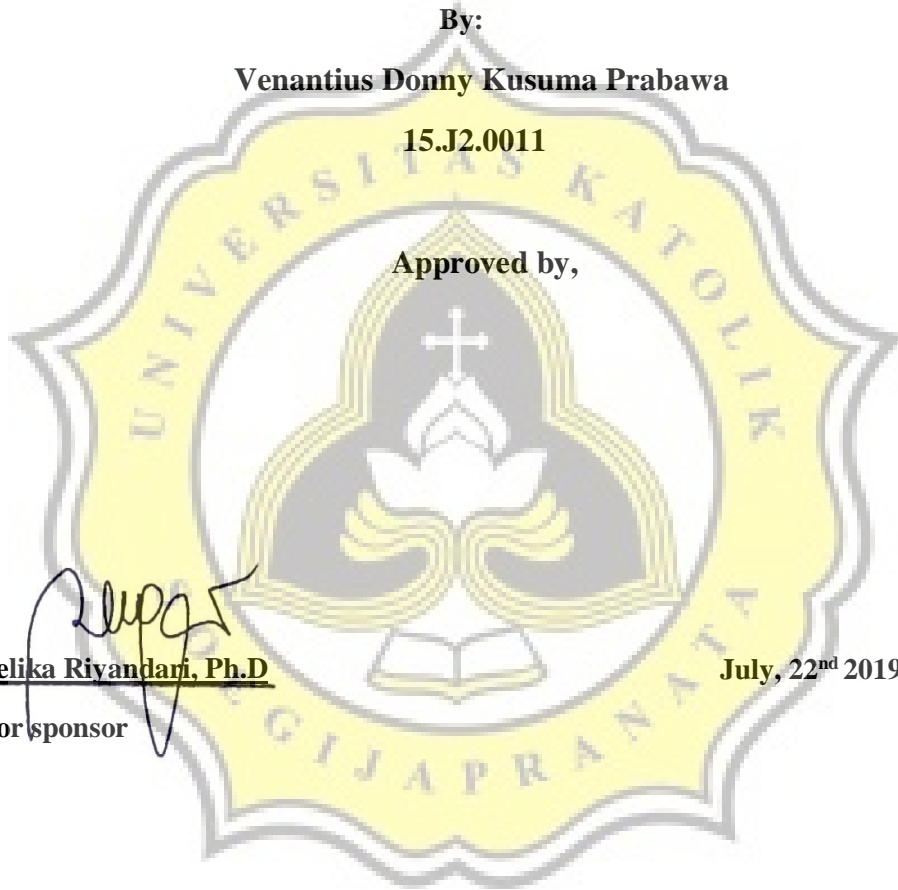 By:
Venantius Donny Kusuma Prabawa
15.J2.0011
UNIVERSITAS KATOLIK
Approved by,
elika Riyandari, Ph.D
July, 22nd 2019
or sponsor
SOEGIJAPRANATA